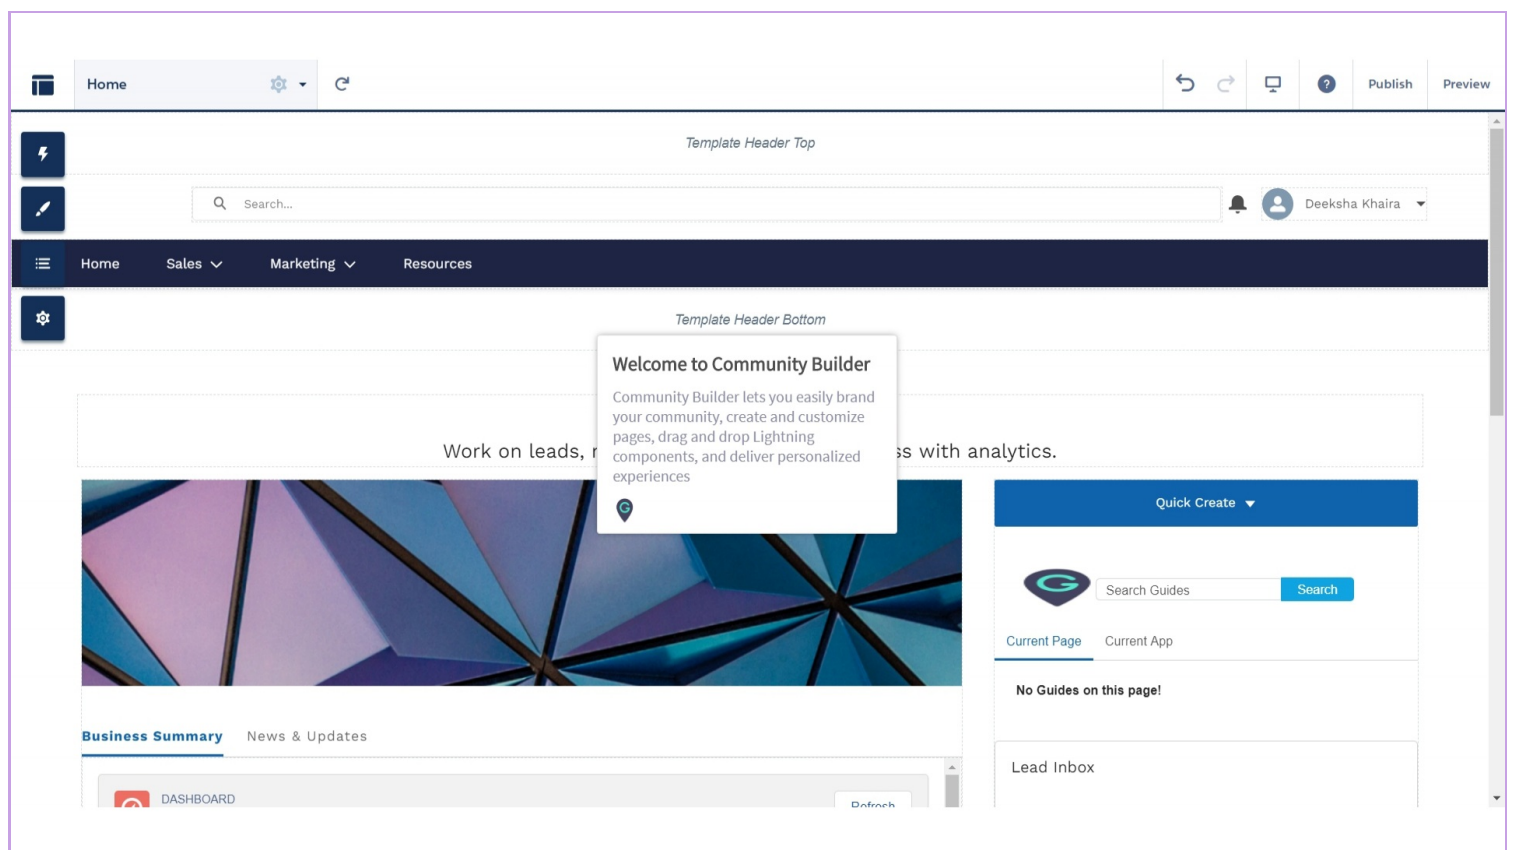 Home
Publish
Preview
Template Header Top
Search...
Deeksha Khaira
Home Sales Marketing Resources
Template Header Bottom
Welcome to Community Builder
Community Builder lets you easily brand
your community, create and customize
pages, drag and drop Lightning
components, and deliver personalized
experiences
G
Work on leads, ss with analytics.
Quick Create
G
Search Guides
Search
Current Page Current App
No Guides on this page!
Business Summary News & Updates
Lead Inbox
DASHBOARD
Refresh